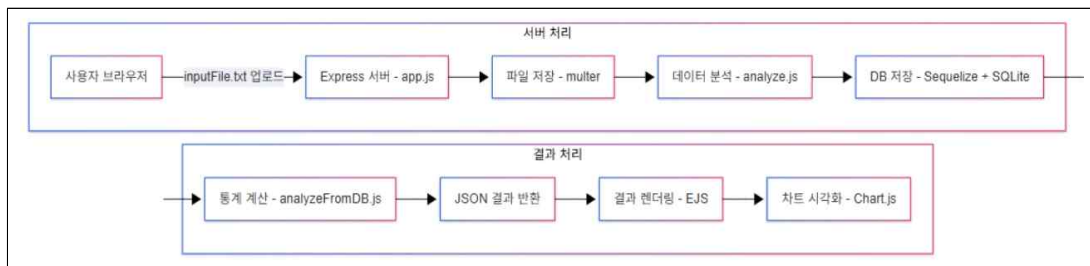 서버 처리
사용자 브라우저
inputFile.txt 업로드
Express 서버 - app.js
파일 저장 - multer
데이터 분석 - analyze.js
DB 저장 - Sequelize + SQLite
결과 처리
통계 계산 - analyzeFromDB.js
JSON 결과 반환
결과 렌더링 - EJS
차트 시각화 - Chart.js